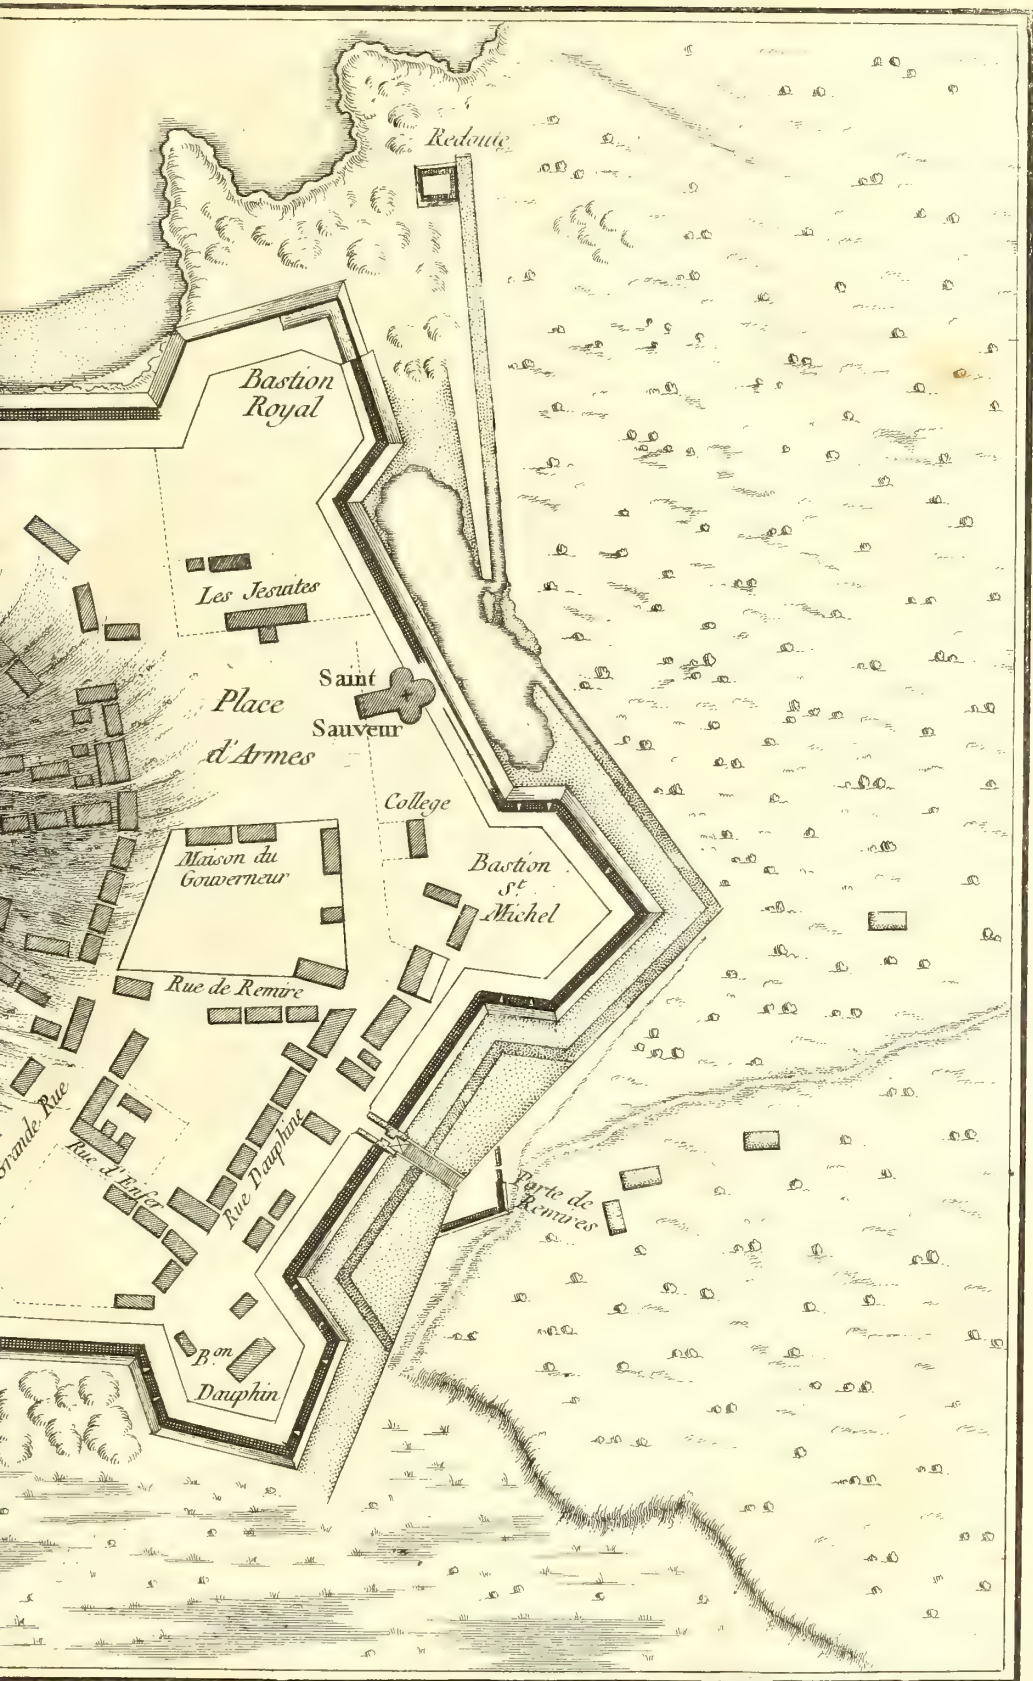 Redoute
Bastion
Royal
Les Jesuites
Saint
Sauveur
Place
d'Armes
College
Maison du
Gouverneur
Bastion
St
Michel
Rue de Remire
Grande Rue
Rue d'Enfer
Rue Dauphine
Porte de
Remires
B.on
Dauphin